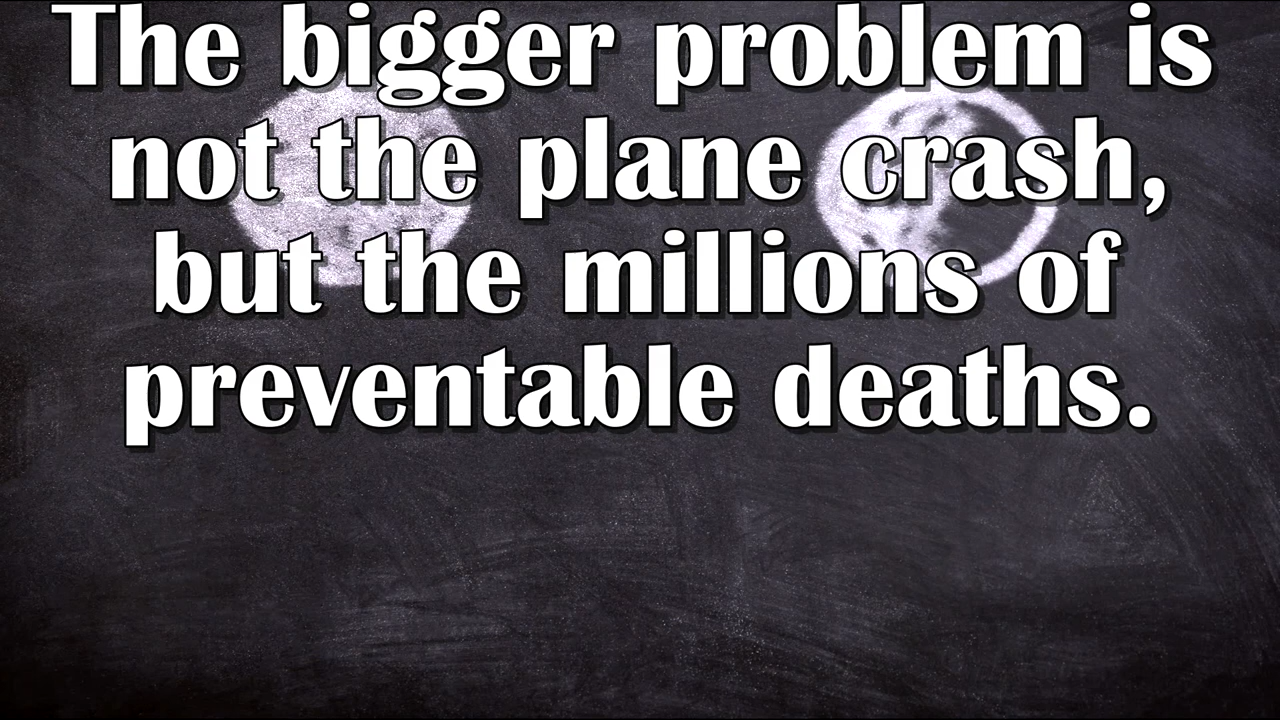 The bigger problem is
not the plane crash,
but the millions of
preventable deaths.